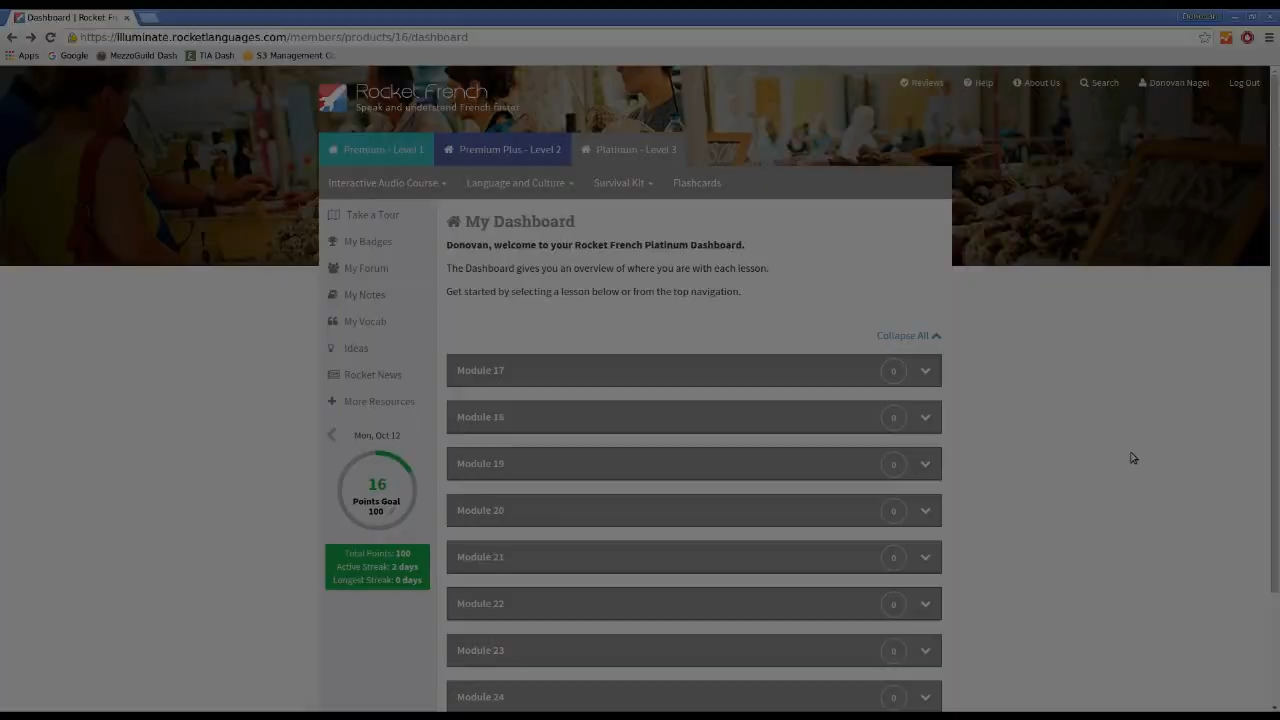 Dashboard | Rocket Fr
Donovan
https://illuminate.rocketlanguages.com/members/products/16/dashboard
Apps Google MezzoGuild Dash TIA Dash S3 Management Co
Reviews Help About Us Search Donovan Nagel Log Out
Rocket French
Speak and understand French faster
Premium - Level 1 Premium Plus - Level 2 Platinum - Level 3
Interactive Audio Course Language and Culture Survival Kit Flashcards
Take a Tour
My Badges
My Forum
My Notes
My Vocab
Ideas
Rocket News
More Resources
Mon, Oct 12
16
Points Goal
100
Total Points: 100
Active Streak: 2 days
Longest Streak: 0 days
My Dashboard
Donovan, welcome to your Rocket French Platinum Dashboard.
The Dashboard gives you an overview of where you are with each lesson.
Get started by selecting a lesson below or from the top navigation.
Collapse All
Module 17 0
Module 18 0
Module 19 0
Module 20 0
Module 21 0
Module 22 0
Module 23 0
Module 24 0